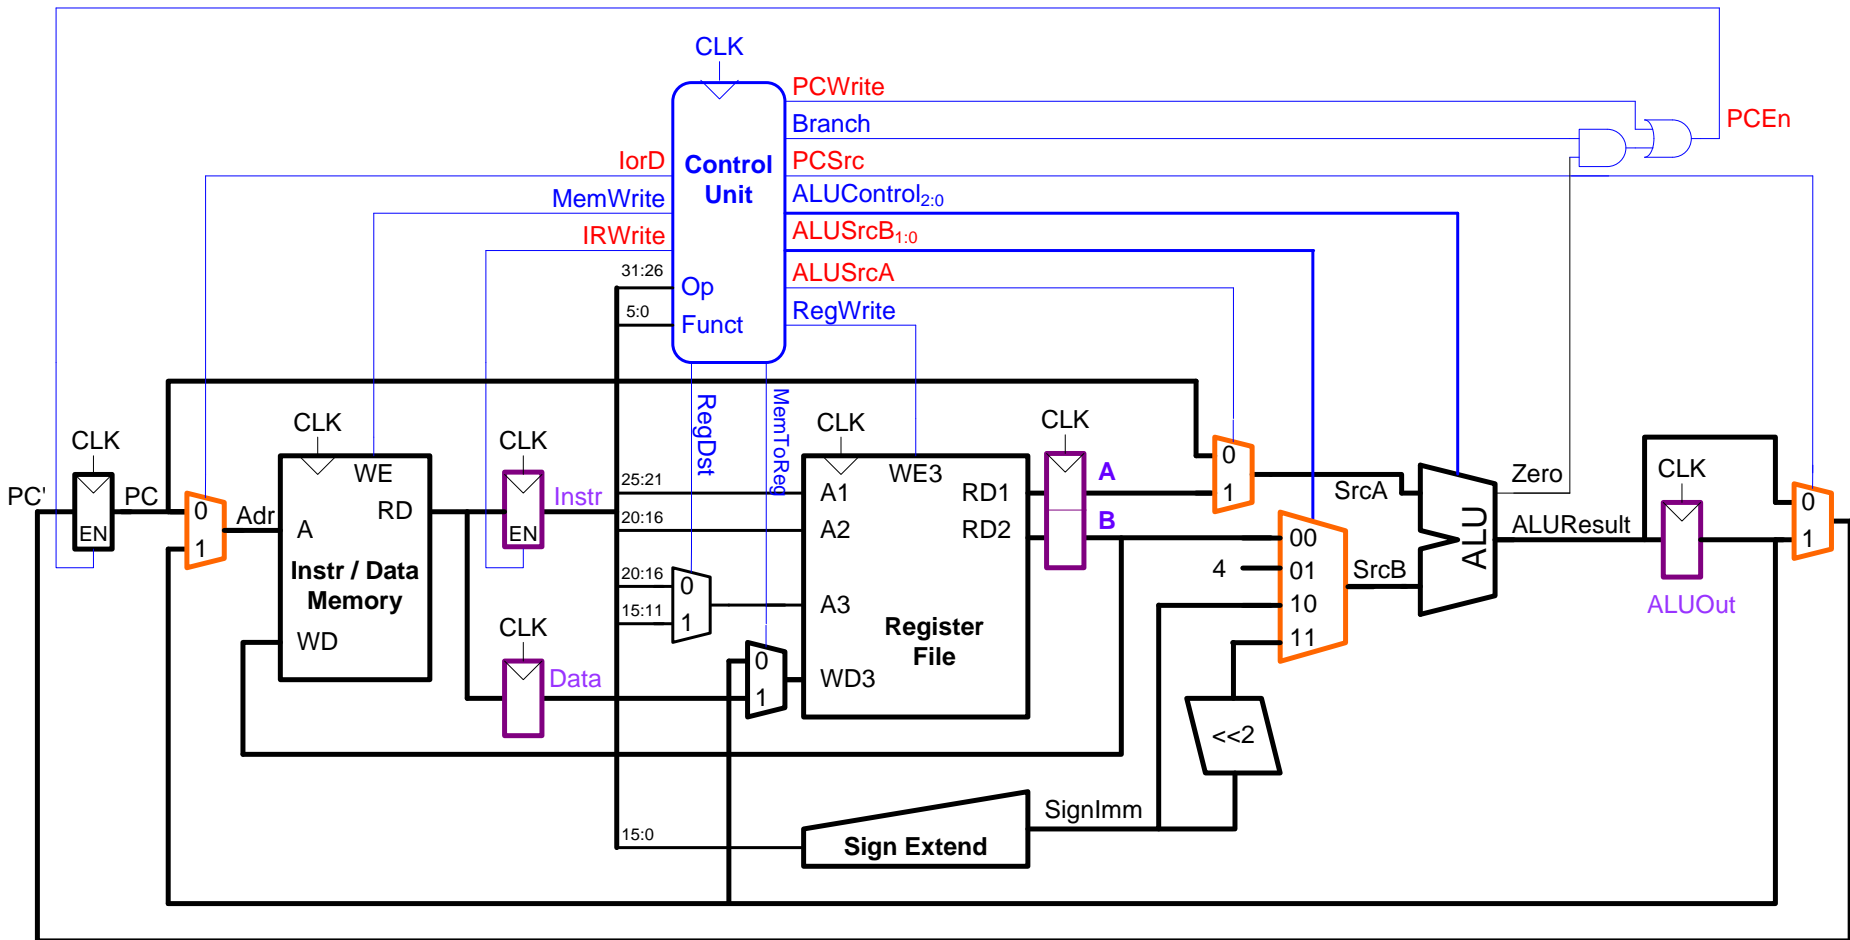 CLK
PCWrite
Branch
PCEn
IorD
Control
Unit
PCSrc
MemWrite
ALUControl2:0
IRWrite
ALUSrcB1:0
31:26
Op
ALUSrcA
5:0
Funct
RegWrite
RegDst
MemToReg
CLK
CLK
CLK
CLK
CLK
CLK
PC'
EN
PC
0
1
Adr
WE
RD
A
Instr / Data
Memory
WD
EN
Instr
CLK
Data
25:21
20:16
20:16
15:11
0
1
0
1
A1
A2
A3
WD3
WE3
RD1
RD2
Register
File
A
B
0
1
SrcA
00
01
10
11
4
SrcB
ALU
Zero
ALUResult
CLK
ALUOut
0
1
<<2
SignImm
15:0
Sign Extend